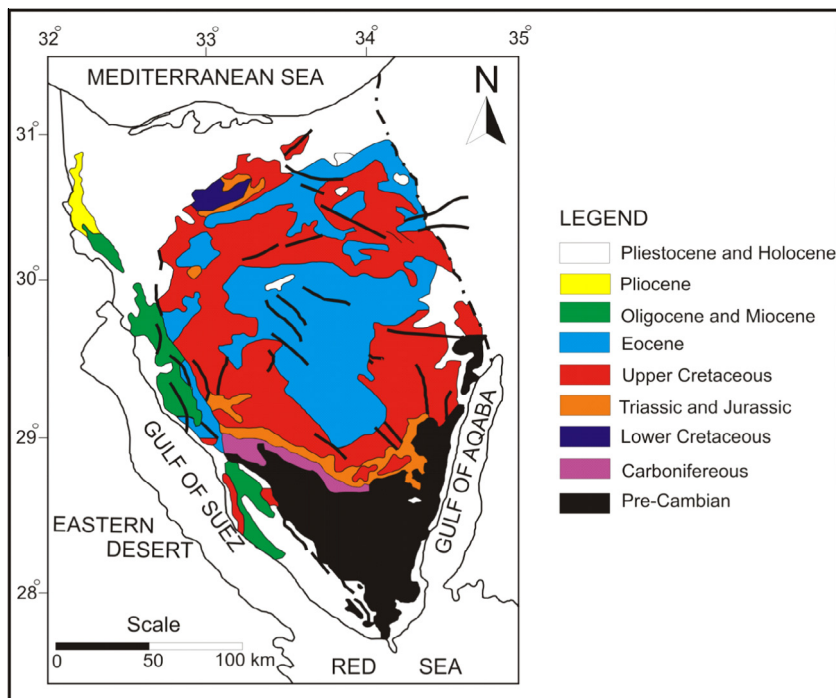 32° 33° 34° 35°
MEDITERRANEAN SEA
N
31°
30°
29°
28°
GULF OF SUEZ
GULF OF AQABA
EASTERN
DESERT
Scale
0 50 100 km
RED SEA
LEGEND
Pliestocene and Holocene
Pliocene
Oligocene and Miocene
Eocene
Upper Cretaceous
Triassic and Jurassic
Lower Cretaceous
Carbonifereous
Pre-Cambian